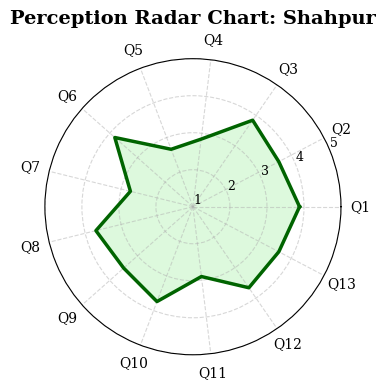 Perception Radar Chart: Shahpur
Q4
Q5
Q3
Q6
Q2
5
4
Q7
3
2
1
Q1
Q8
Q13
Q9
Q12
Q10
Q11